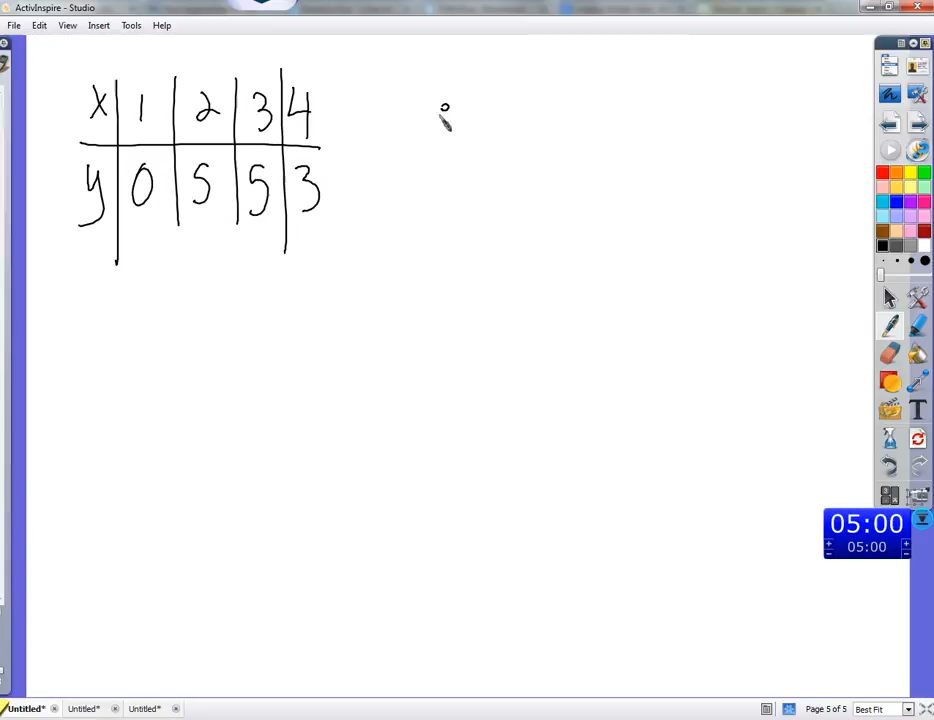 ActivInspire - Studio
File Edit View Insert Tools Help
x 1 2 3 4
y 0 5 5 3
05:00
05:00
Untitled* Untitled* Untitled* Page 5 of 5 Best Fit